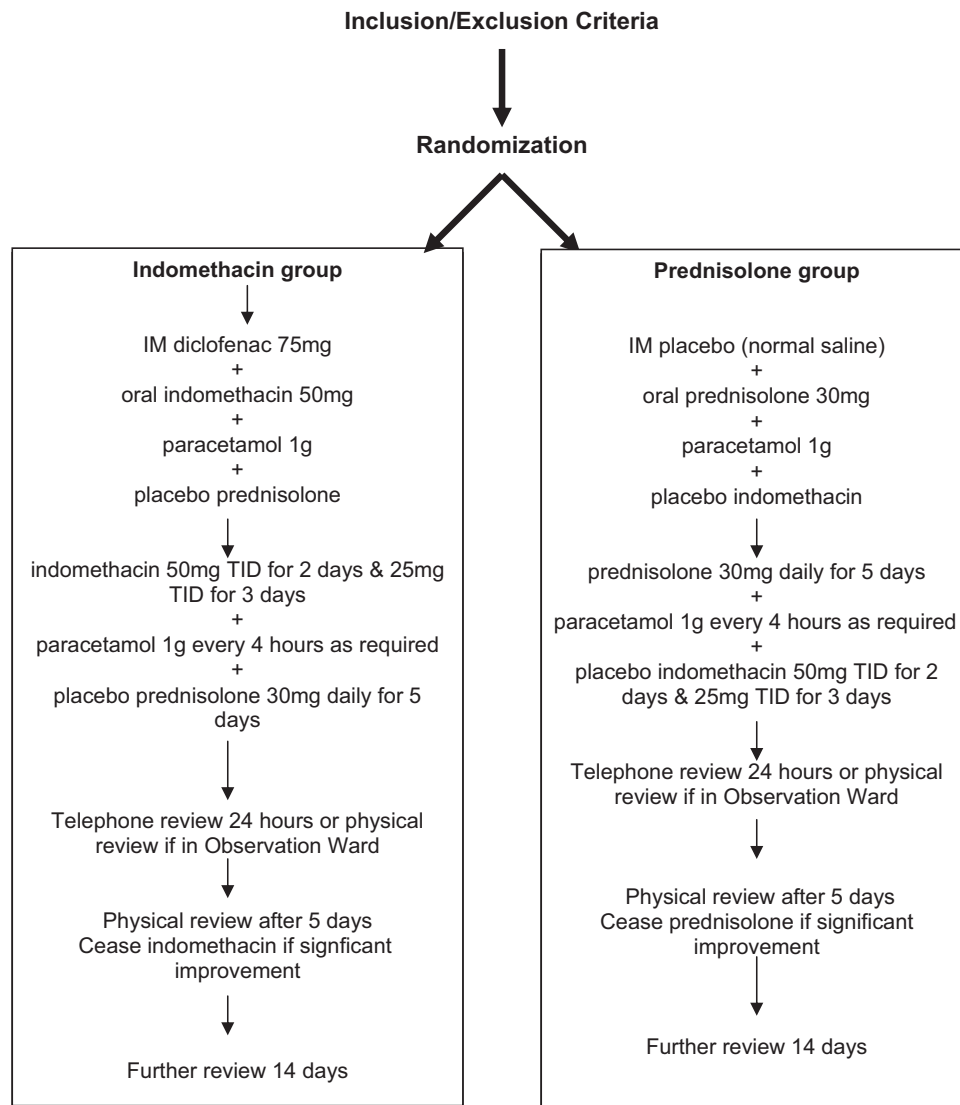 Inclusion/Exclusion Criteria
Randomization
Indomethacin group
IM diclofenac 75mg
+
oral indomethacin 50mg
+
paracetamol 1g
+
placebo prednisolone
indomethacin 50mg TID for 2 days & 25mg
TID for 3 days
+
paracetamol 1g every 4 hours as required
+
placebo prednisolone 30mg daily for 5
days
Telephone review 24 hours or physical
review if in Observation Ward
Physical review after 5 days
Cease indomethacin if signficant
improvement
Further review 14 days
Prednisolone group
IM placebo (normal saline)
+
oral prednisolone 30mg
+
paracetamol 1g
+
placebo indomethacin
prednisolone 30mg daily for 5 days
+
paracetamol 1g every 4 hours as required
+
placebo indomethacin 50mg TID for 2
days & 25mg TID for 3 days
Telephone review 24 hours or physical
review if in Observation Ward
Physical review after 5 days
Cease prednisolone if significant
improvement
Further review 14 days